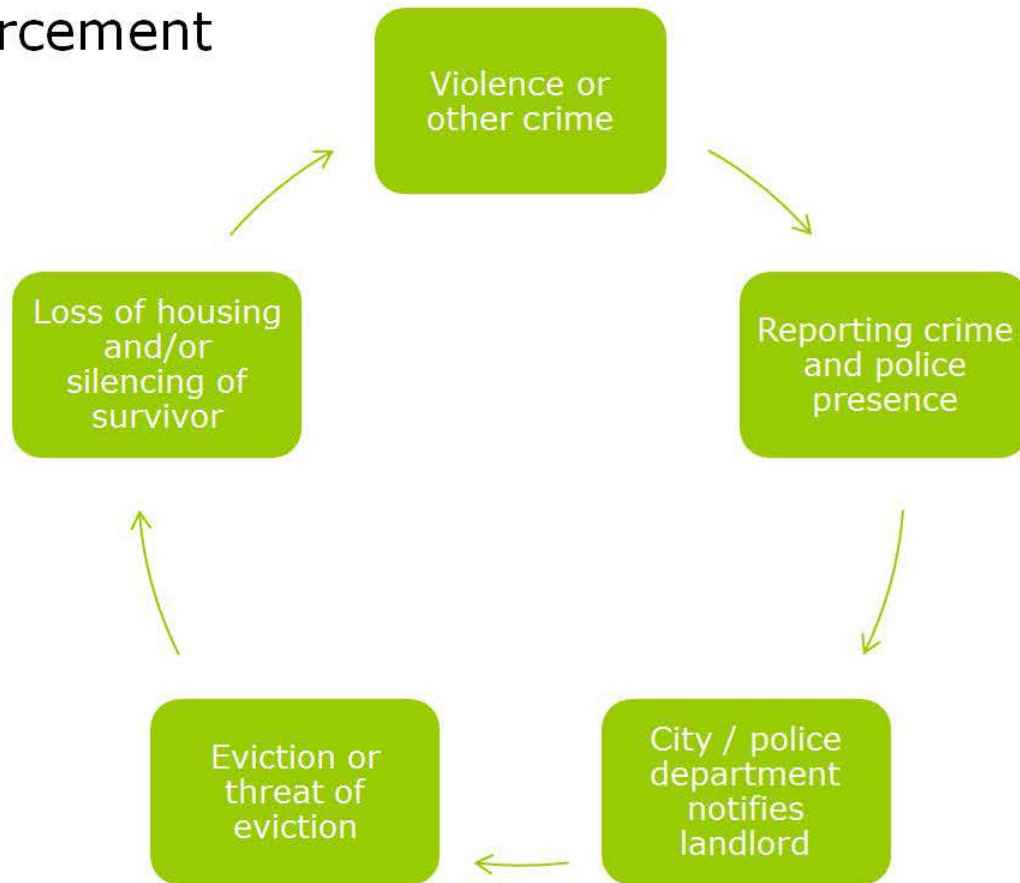 rcement
Violence or
other crime
Reporting crime
and police
presence
City / police
department
notifies
landlord
Eviction or
threat of
eviction
Loss of housing
and/or
silencing of
survivor